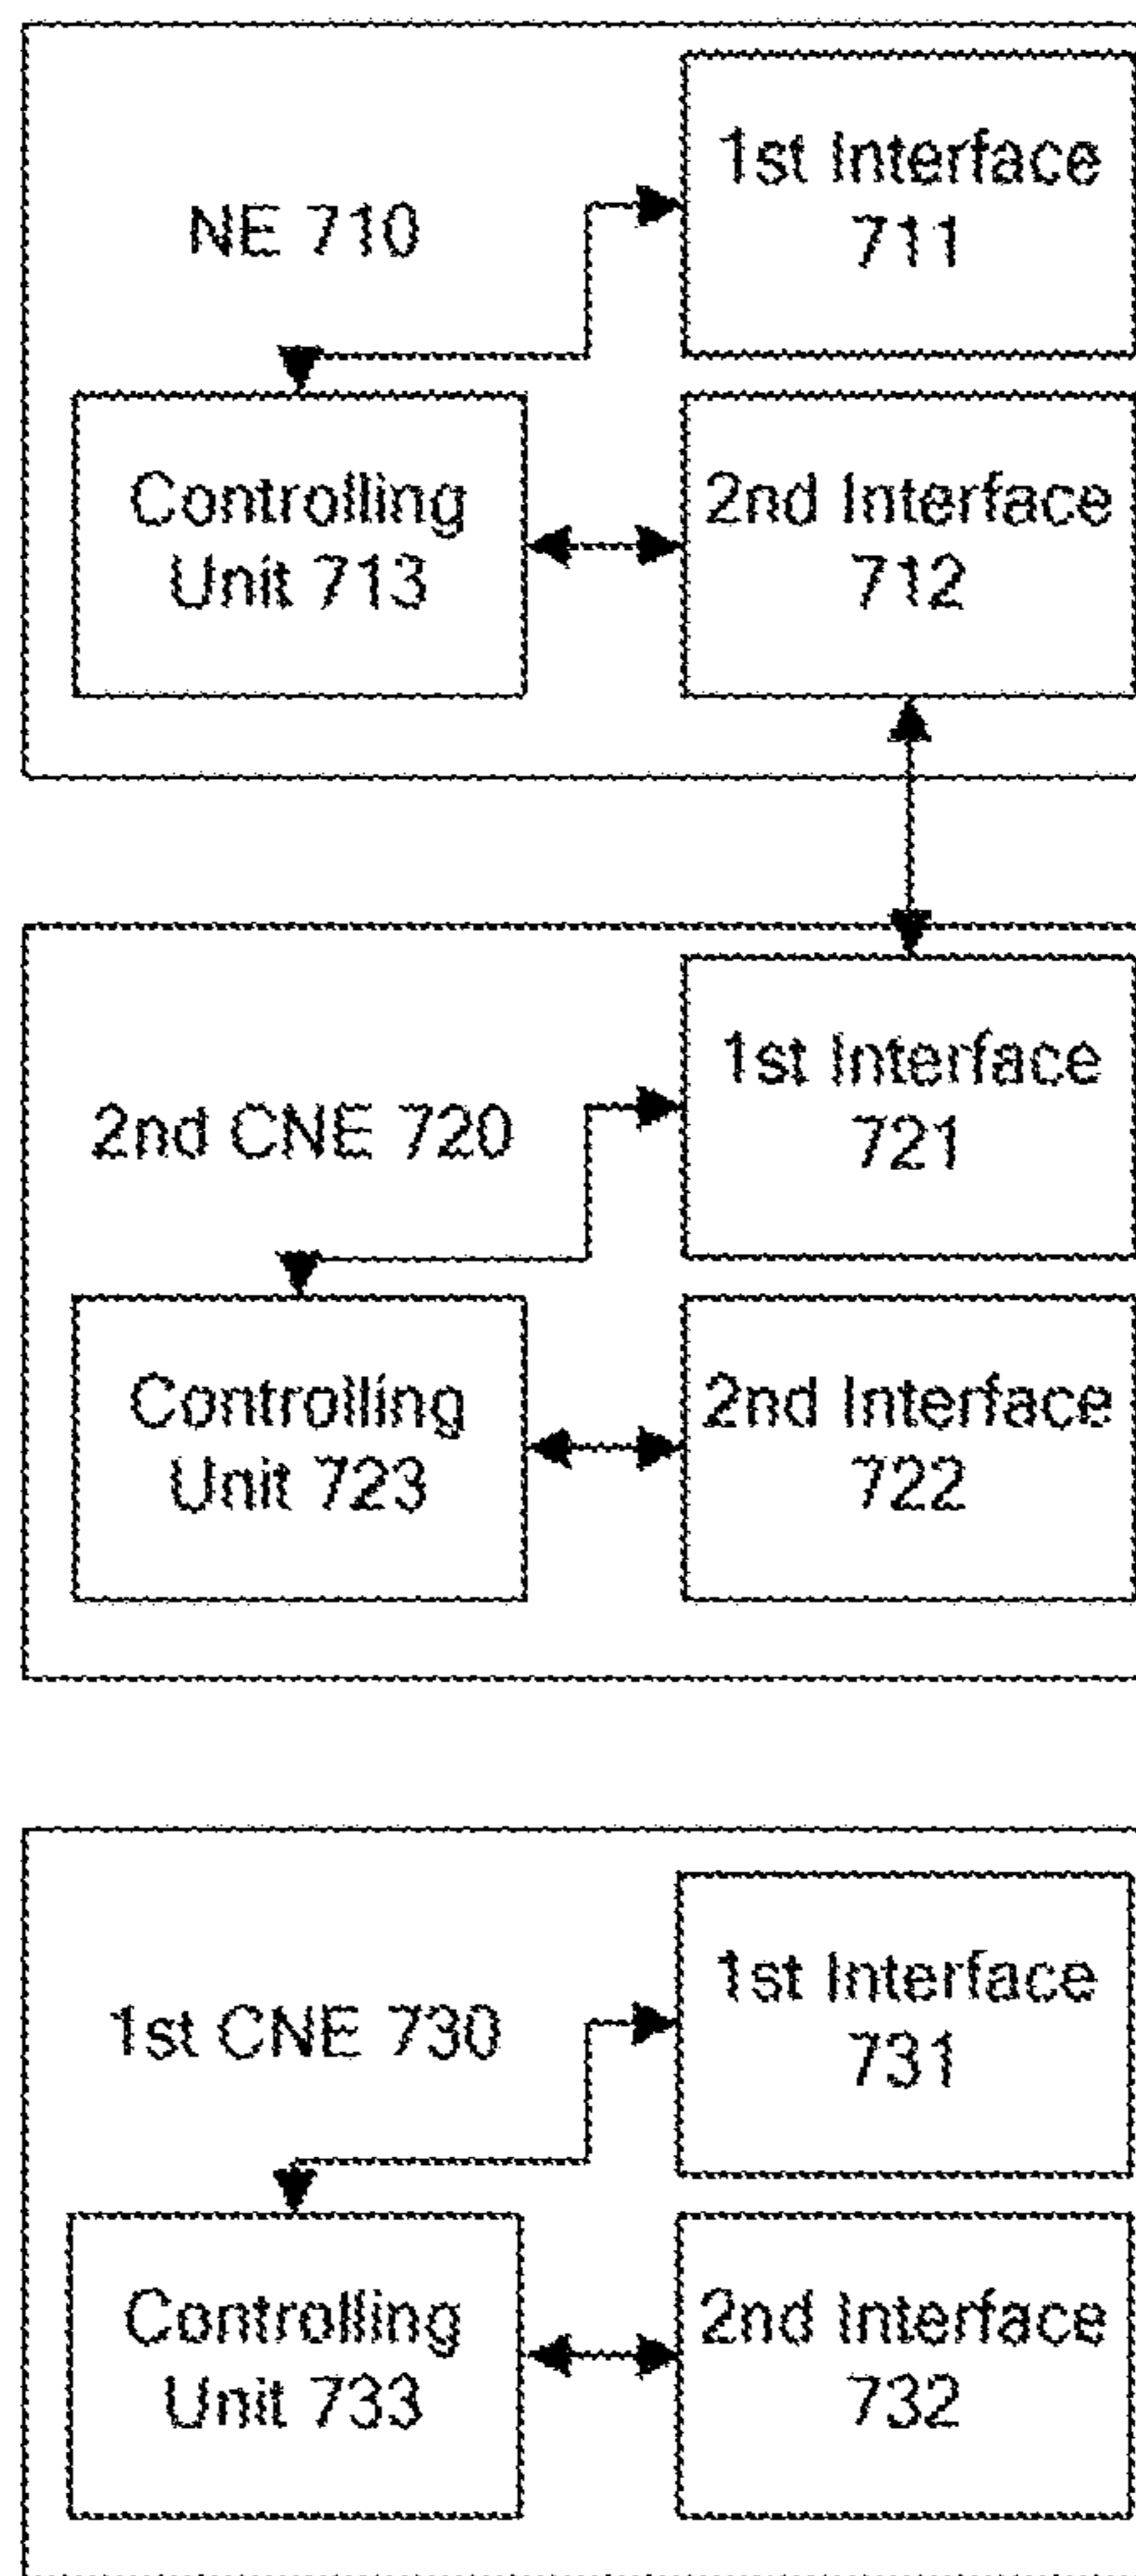 NE 710
1st Interface
711
Controlling
Unit 713
2nd Interface
712
2nd CNE 720
1st Interface
721
Controlling
Unit 723
2nd Interface
722
1st CNE 730
1st Interface
731
Controlling
Unit 733
2nd Interface
732